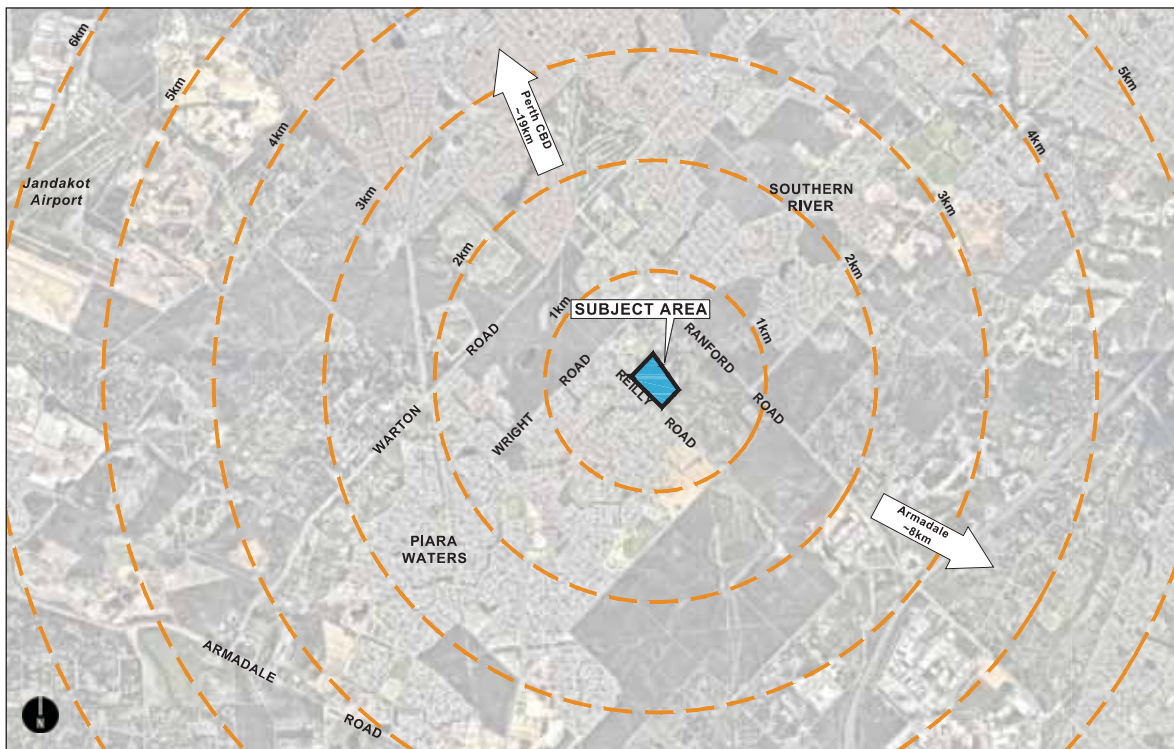 6km
5km
5km
Perth CBD
~19km
4km
4km
Jandakot
Airport
3km
SOUTHERN
RIVER
3km
2km
2km
1km
SUBJECT AREA
1km
RANFORD
ROAD
ROAD
REILLY
ROAD
WARTON
WRIGHT
ROAD
Armadale
~8km
PIARA
WATERS
ARMADALE
ROAD
N